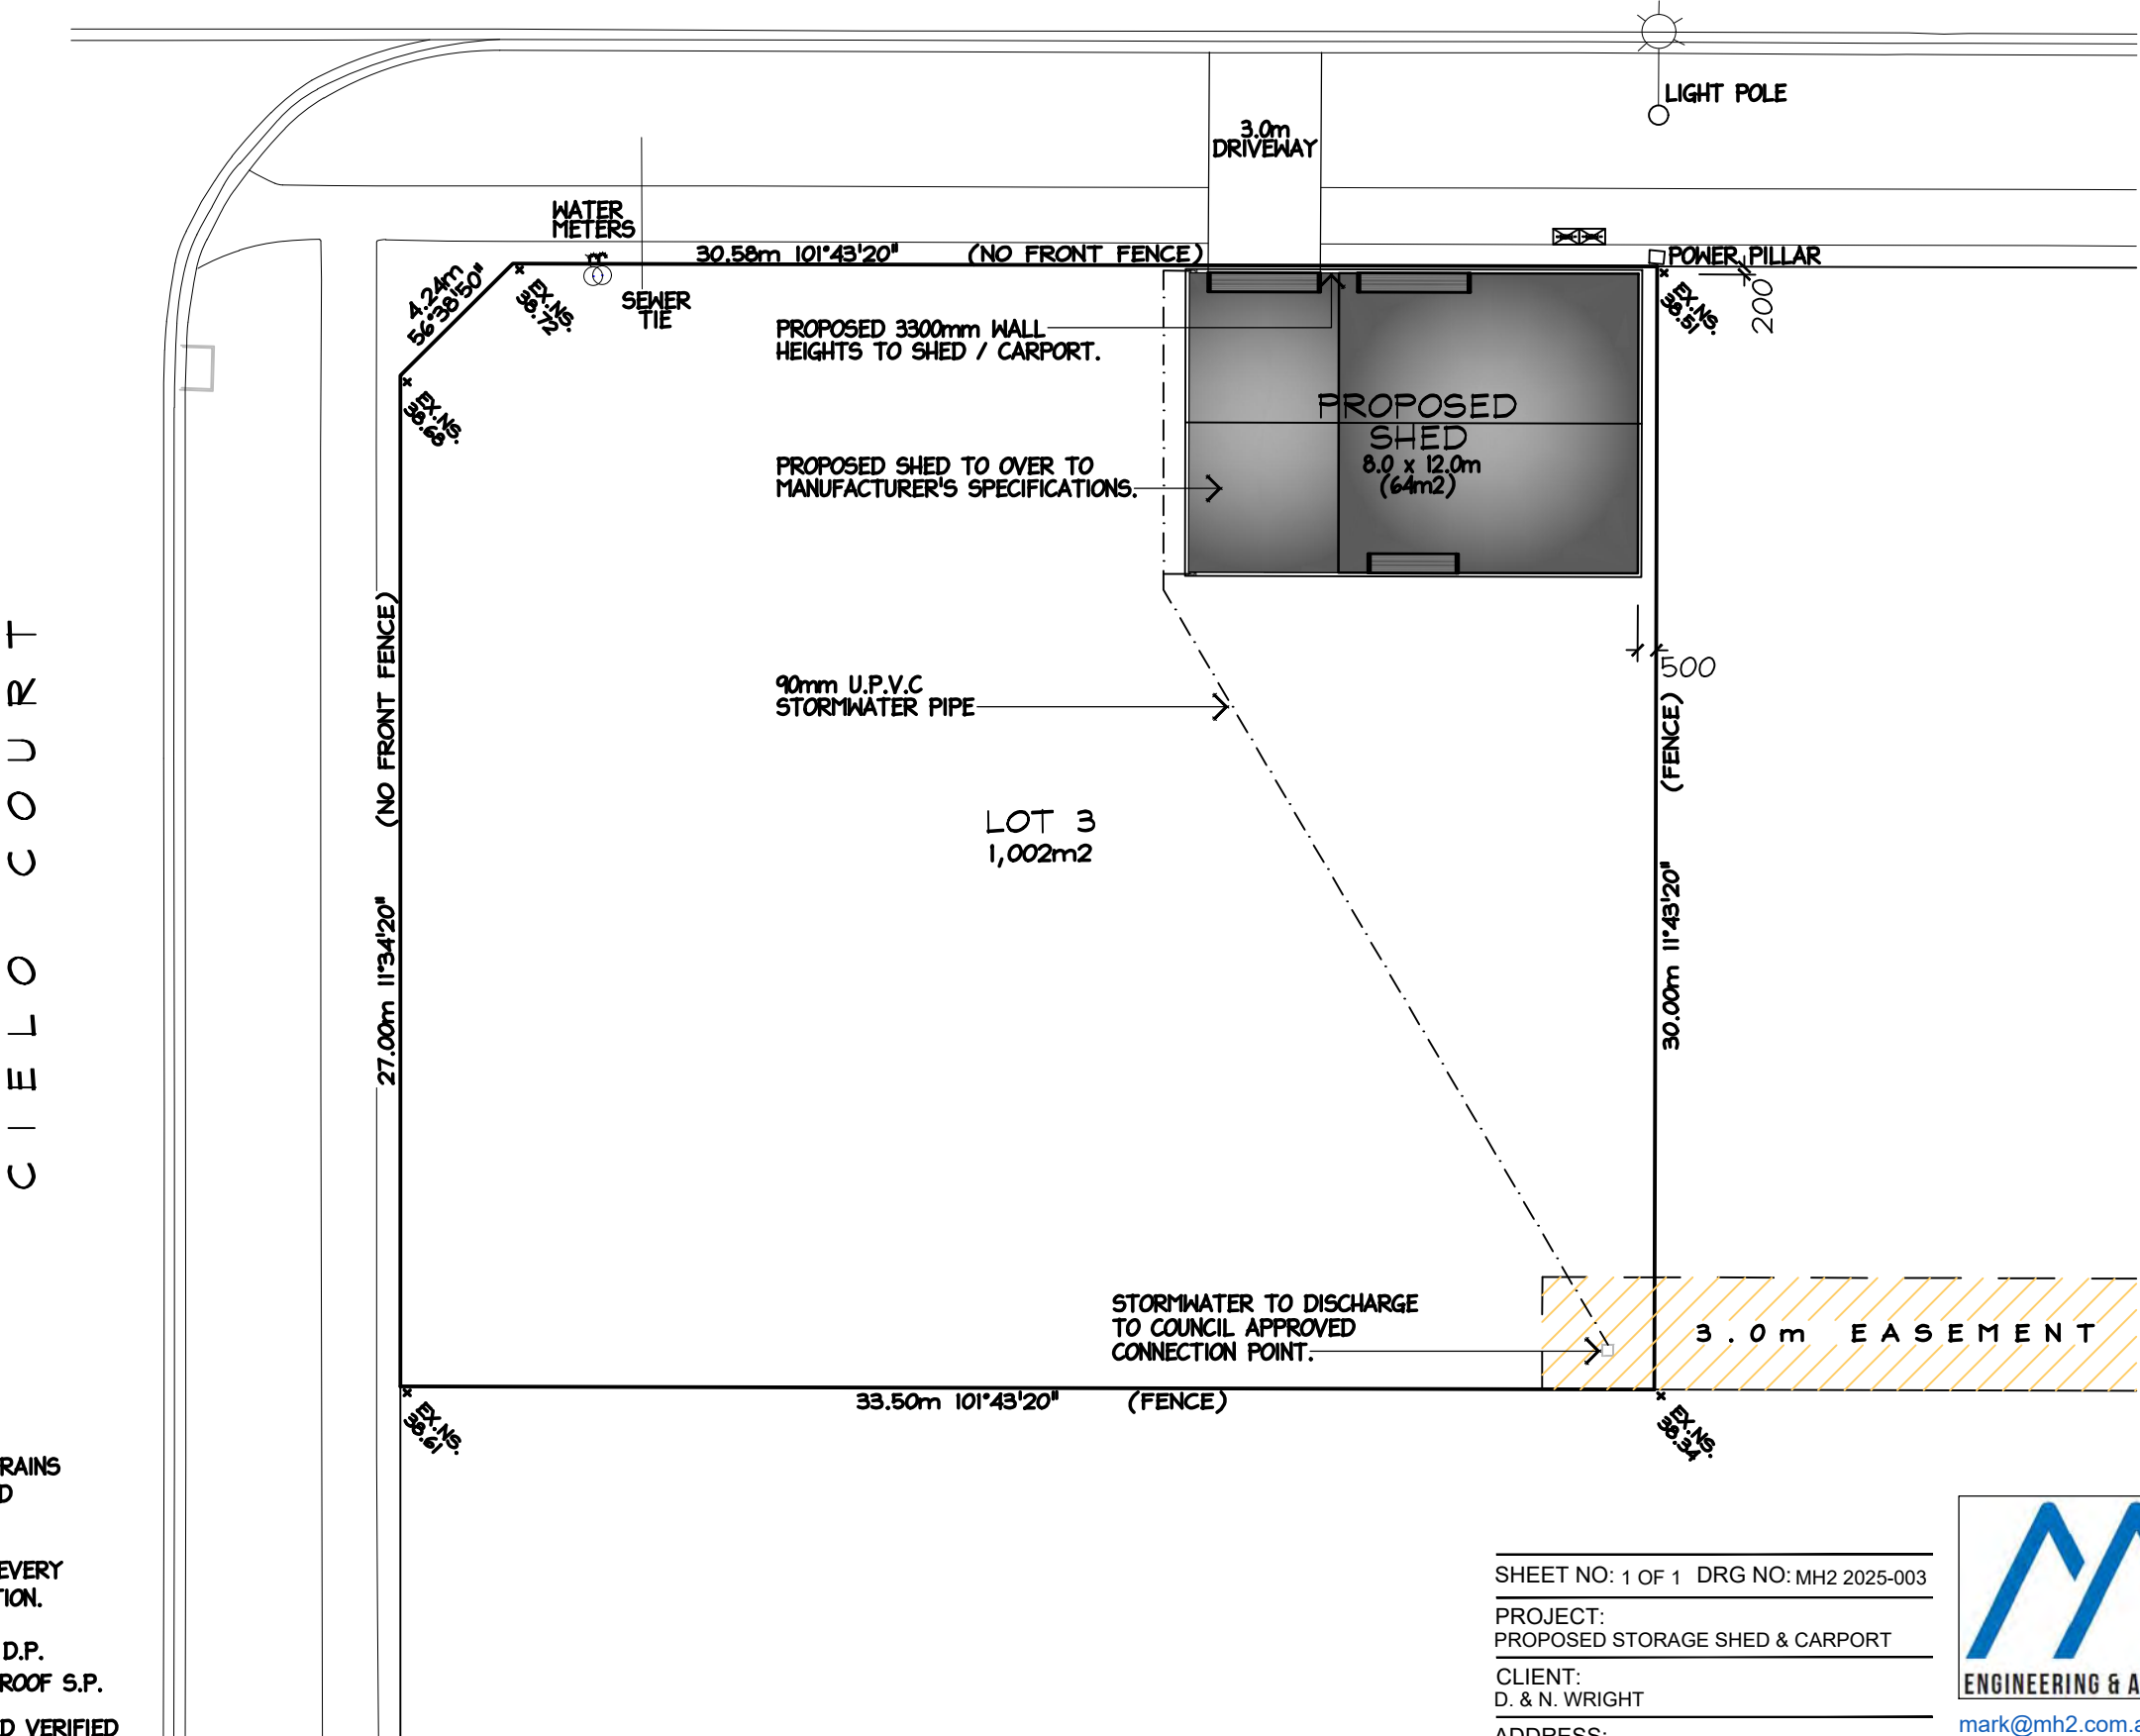 LIGHT POLE
3.0m
DRIVEWAY
WATER
METERS
30.58m 101°43'20" (NO FRONT FENCE)
POWER PILLAR
4.24m
56°38'50"
EX.NS.
38.72
SEWER
TIE
EX.NS.
38.51
200
PROPOSED 3300mm WALL
HEIGHTS TO SHED / CARPORT.
EX.NS.
38.68
PROPOSED
SHED
8.0 x 12.0m
(64m2)
PROPOSED SHED TO OVER TO
MANUFACTURER'S SPECIFICATIONS.
CIELO COURT
(NO FRONT FENCE)
27.00m 11°34'20"
500
(FENCE)
30.00m 11°43'20"
90mm U.P.V.C
STORMWATER PIPE
LOT 3
1,002m2
STORMWATER TO DISCHARGE
TO COUNCIL APPROVED
CONNECTION POINT.
3.0m EASEMENT
33.50m 101°43'20" (FENCE)
EX.NS.
38.61
EX.NS.
38.34
RAINS
D
EVERY
TION.
D.P.
ROOF S.P.
D VERIFIED
SHEET NO: 1 OF 1 DRG NO: MH2 2025-003
PROJECT:
PROPOSED STORAGE SHED & CARPORT
CLIENT:
D. & N. WRIGHT
ADDRESS:
ENGINEERING & A
mark@mh2.com.a